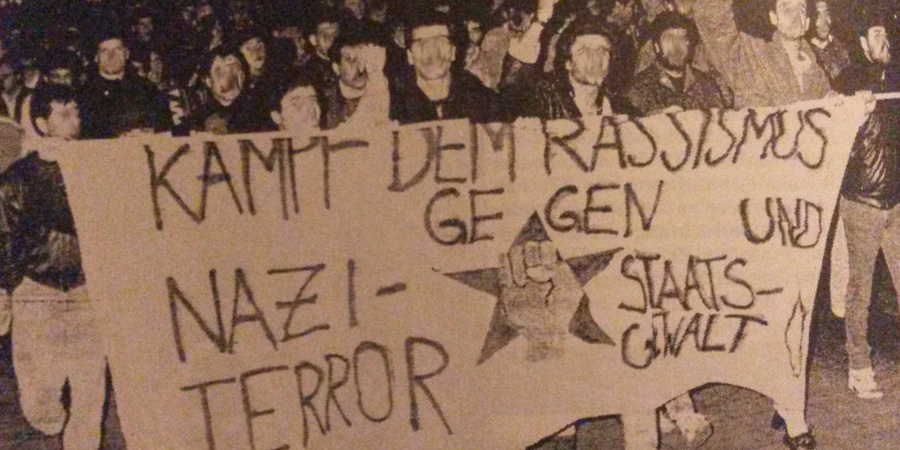 KAMPF DEM RASSISMUS
GEGEN UND
NAZI- STAATS-
GEWALT
TERROR